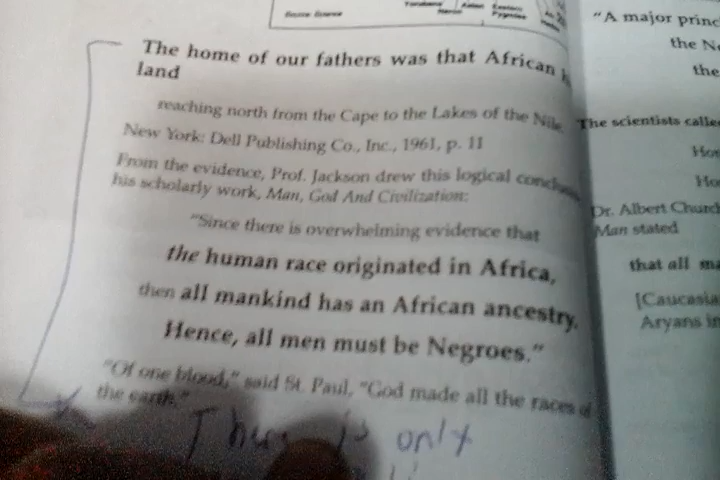 Source
"A major princ
the Ne
The home of our fathers was that African h
land
the
reaching north from the Cape to the Lakes of the Nile.
The scientists calle
New York: Dell Publishing Co., Inc., 1961, p. 11
From the evidence, Prof. Jackson drew this logical conclus
his scholarly work, Man, God And Civilization:
"Since there is overwhelming evidence that
the human race originated in Africa,
then all mankind has an African ancestry.
Hence, all men must be Negroes."
"Of one blood," said St. Paul, "God made all the races of
the earth."
is only
Dr. Albert Church
Man stated
that all ma
[Caucasia
Aryans in